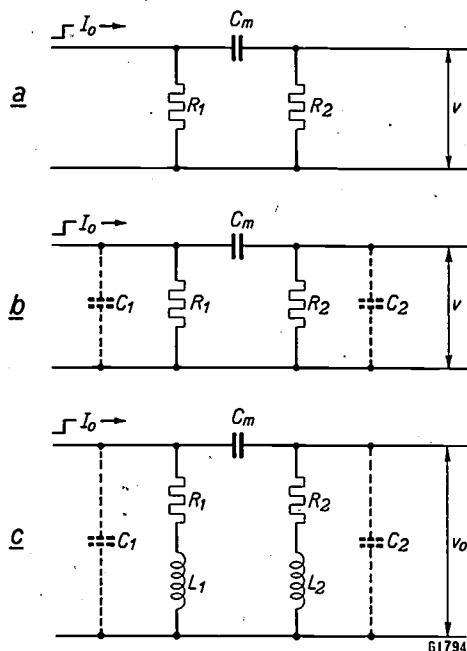 I₀ → Cₘ
a R₁ R₂ v
I₀ → Cₘ
b C₁ R₁ R₂ C₂ v
I₀ → Cₘ
c C₁ R₁ R₂ C₂ v₀
L₁ L₂
G1794